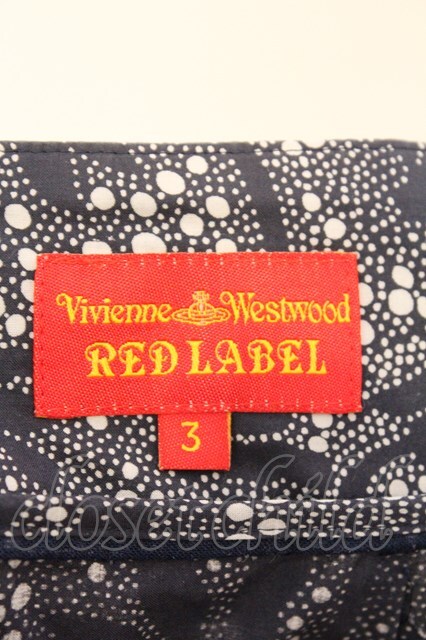 Vivienne Westwood
RED LABEL
3
closet child